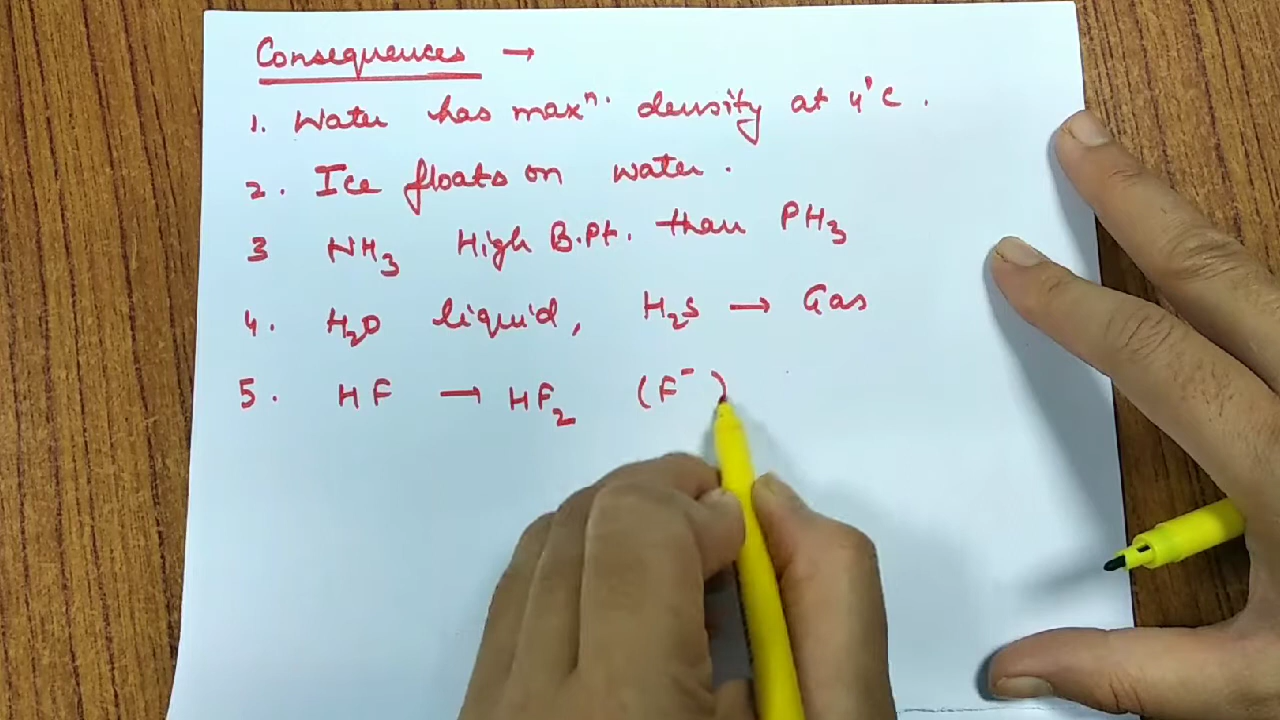 Consequences →
1. Water has maxⁿ. density at 4°C.
2. Ice floats on water.
3 NH₃ High B.Pt. than PH₃
4. H₂O liquid, H₂S → Gas
5. HF → HF₂ (F⁻)